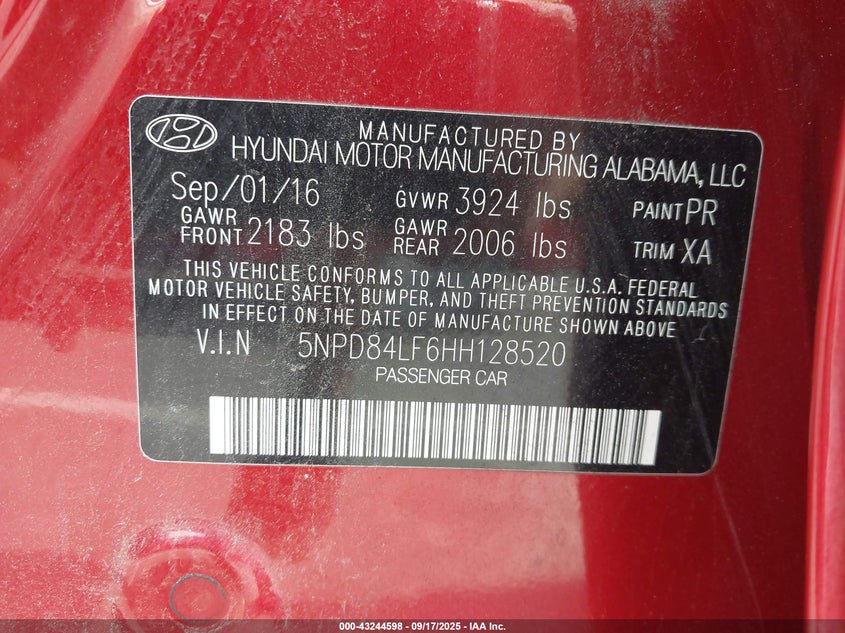 MANUFACTURED BY
HYUNDAI MOTOR MANUFACTURING ALABAMA, LLC
Sep/01/16 GVWR 3924 lbs PAINT PR
GAWR FRONT 2183 lbs GAWR REAR 2006 lbs TRIM XA
THIS VEHICLE CONFORMS TO ALL APPLICABLE U.S.A. FEDERAL
MOTOR VEHICLE SAFETY, BUMPER, AND THEFT PREVENTION STANDARDS
IN EFFECT ON THE DATE OF MANUFACTURE SHOWN ABOVE
V.I.N 5NPD84LF6HH128520
PASSENGER CAR
000-43244598 - 09/17/2025 - IAA Inc.